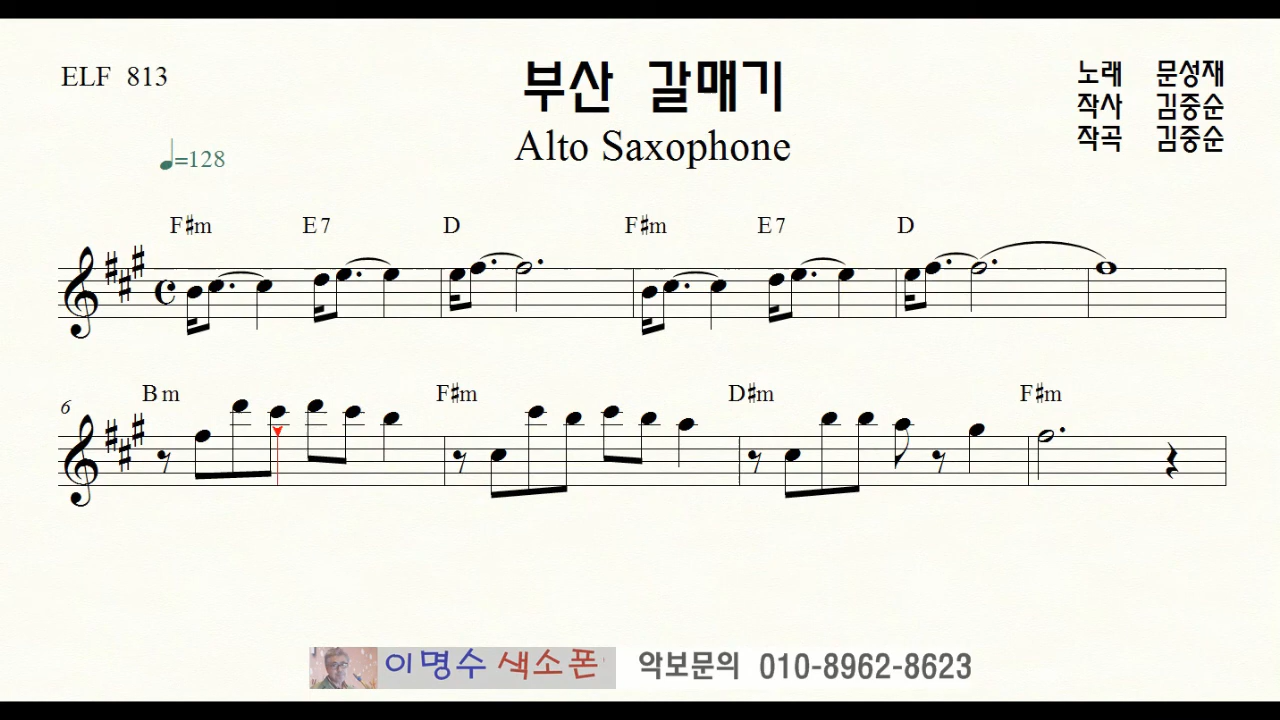 ELF 813
부산 갈매기
Alto Saxophone
노래 문성재
작사 김중순
작곡 김중순
♩=128
F♯m E7 D F♯m E7 D
6 Bm F♯m D♯m F♯m
이명수 색소폰 악보문의 010-8962-8623